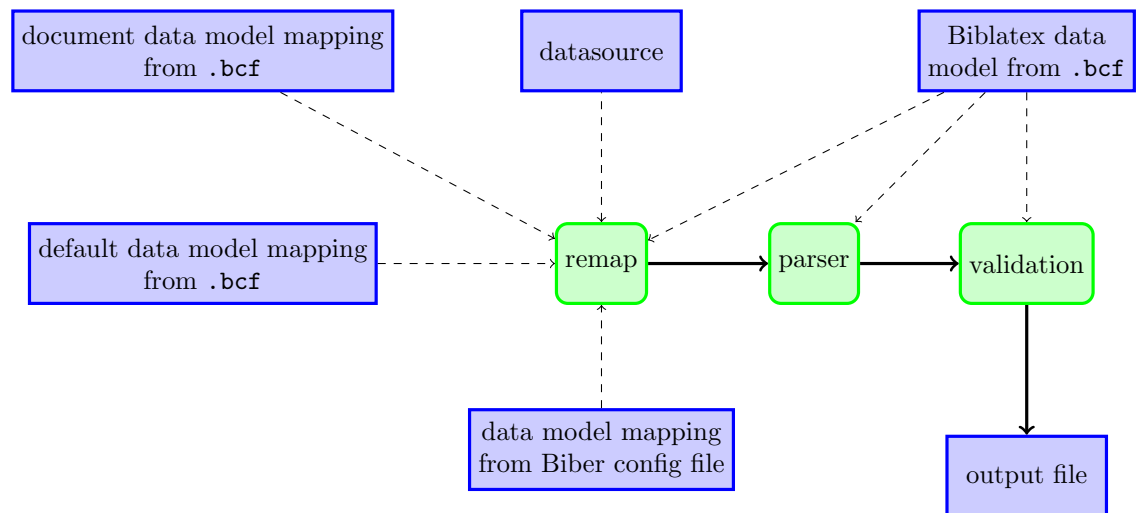 document data model mapping
from .bcf
datasource
Biblatex data
model from .bcf
default data model mapping
from .bcf
remap
parser
validation
data model mapping
from Biber config file
output file